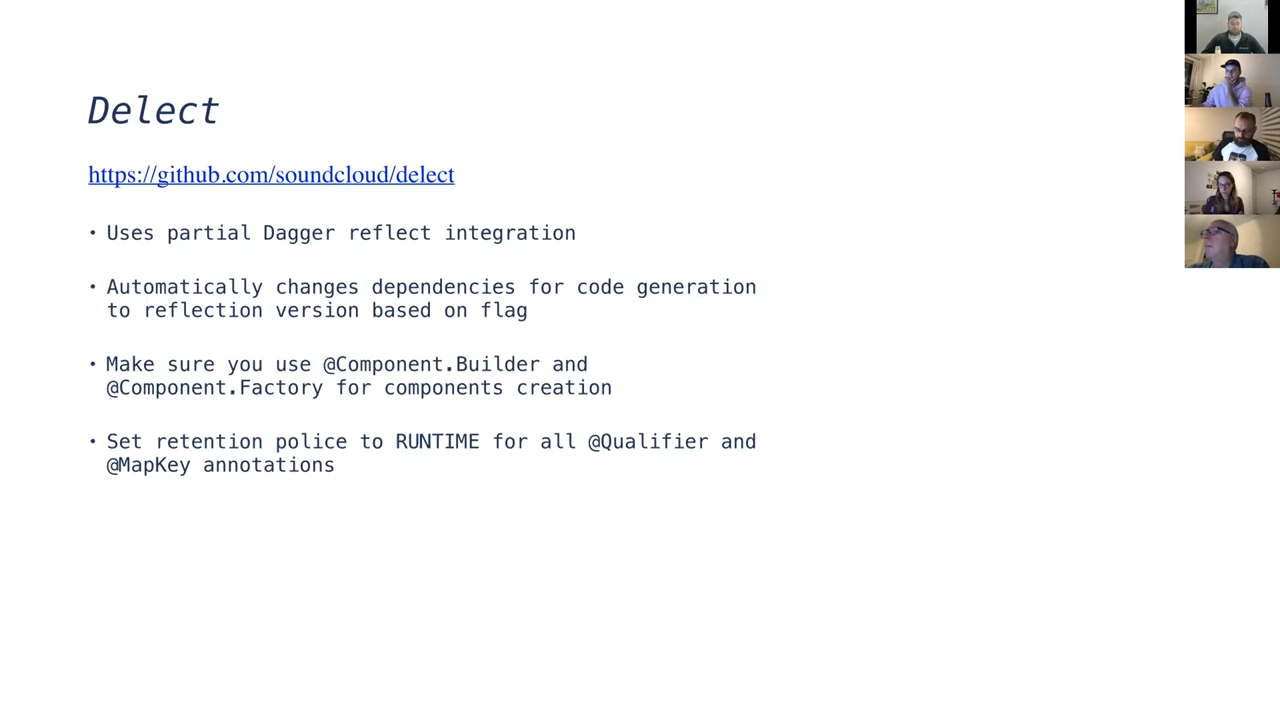 Delect
https://github.com/soundcloud/delect
• Uses partial Dagger reflect integration
• Automatically changes dependencies for code generation
to reflection version based on flag
• Make sure you use @Component.Builder and
@Component.Factory for components creation
• Set retention police to RUNTIME for all @Qualifier and
@MapKey annotations